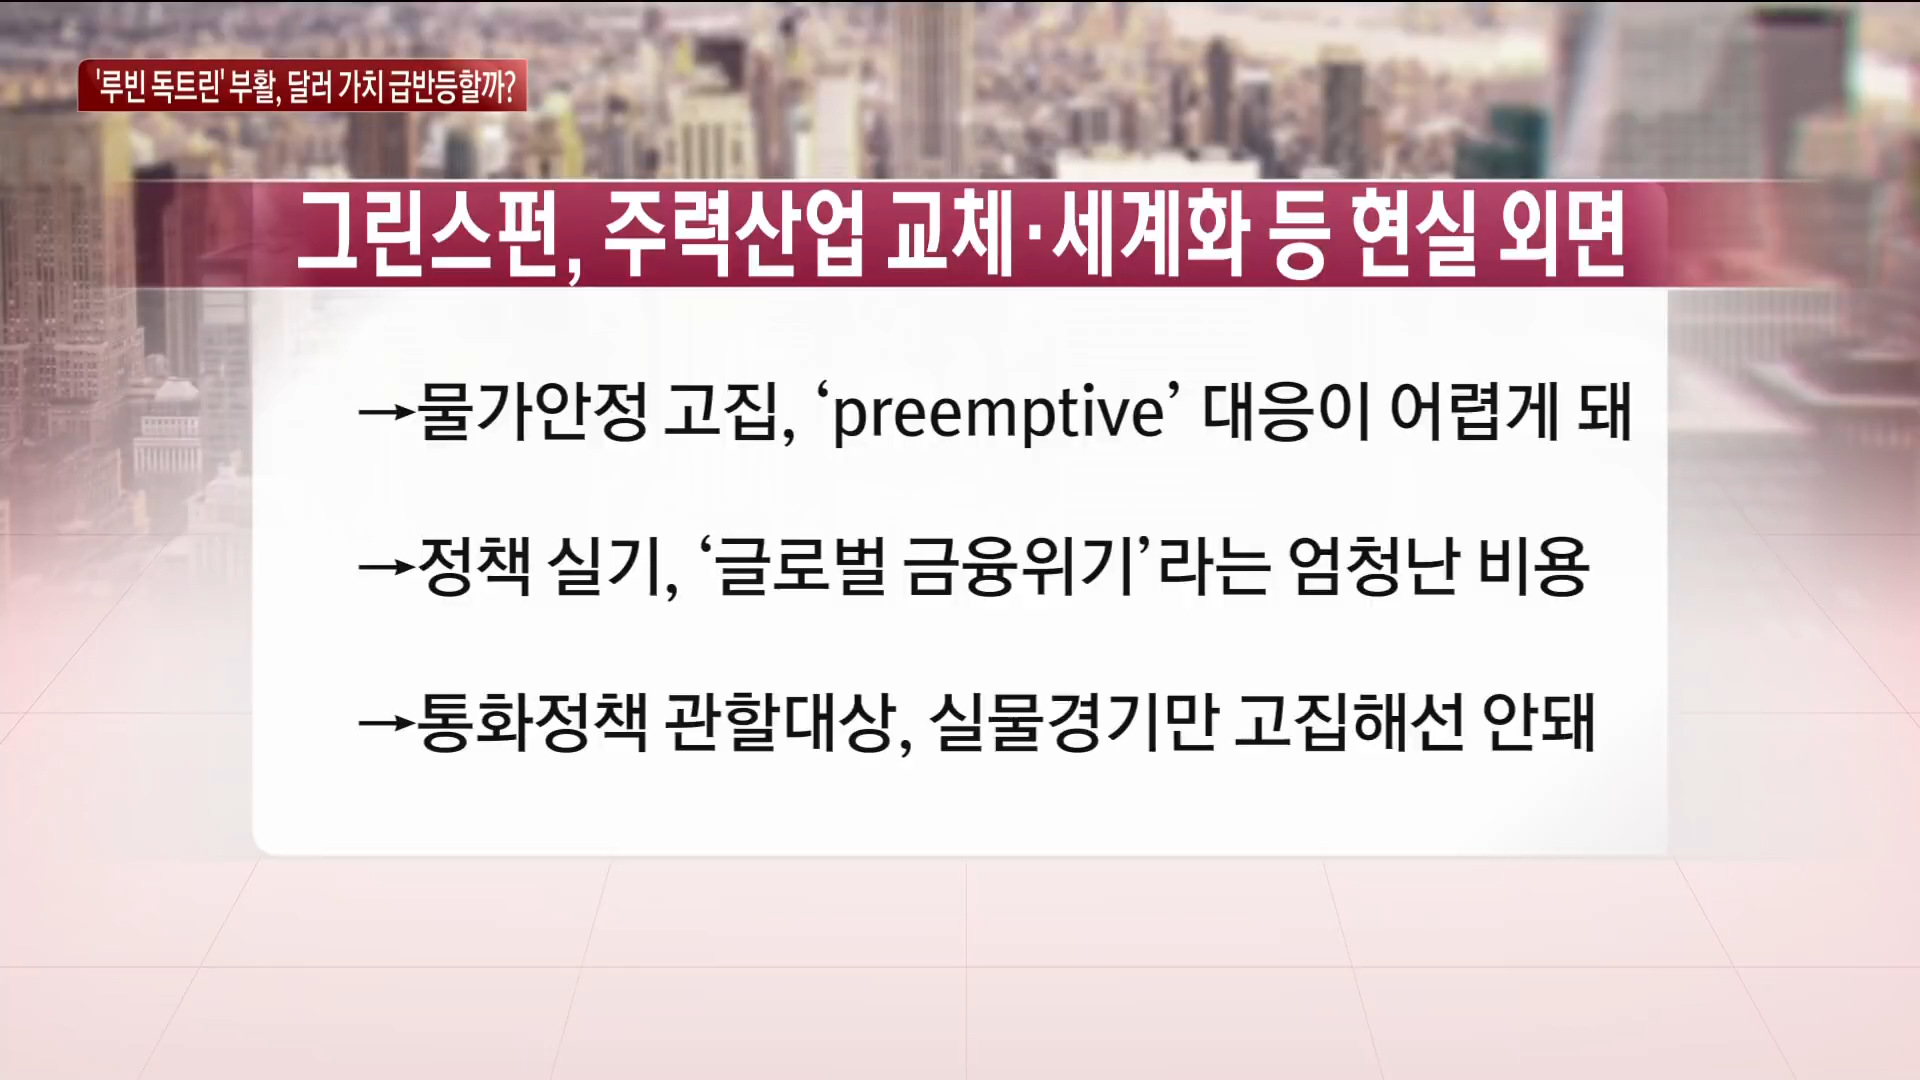 '루빈 독트린' 부활, 달러 가치 급반등할까?
그린스펀, 주력산업 교체·세계화 등 현실 외면
→물가안정 고집, ‘preemptive’ 대응이 어렵게 돼
→정책 실기, ‘글로벌 금융위기’라는 엄청난 비용
→통화정책 관할대상, 실물경기만 고집해선 안돼